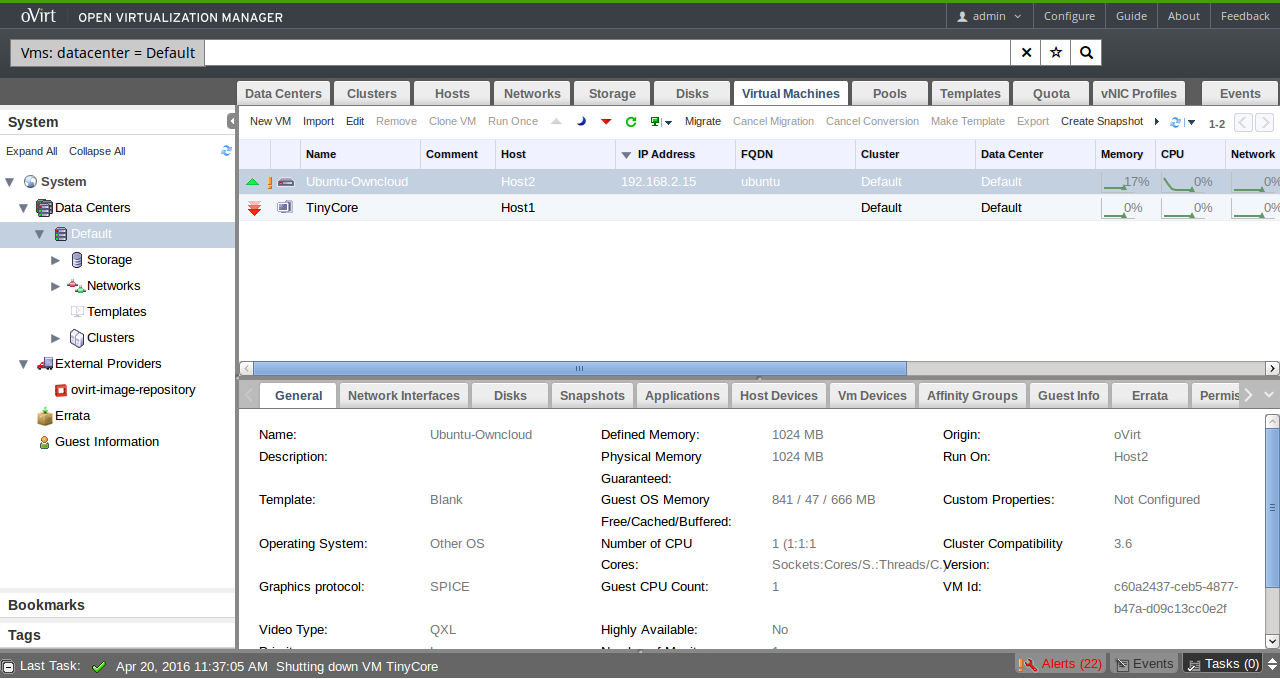 oVirt OPEN VIRTUALIZATION MANAGER admin Configure Guide About Feedback
Vms: datacenter = Default
Data Centers Clusters Hosts Networks Storage Disks Virtual Machines Pools Templates Quota vNIC Profiles Events
System
New VM Import Edit Remove Clone VM Run Once Migrate Cancel Migration Cancel Conversion Make Template Export Create Snapshot 1-2
Expand All Collapse All
Name Comment Host IP Address FQDN Cluster Data Center Memory CPU Network
Ubuntu-Owncloud Host2 192.168.2.15 ubuntu Default Default 17% 0% 0%
TinyCore Host1 Default Default 0% 0% 0%
System
Data Centers
Default
Storage
Networks
Templates
Clusters
External Providers
ovirt-image-repository
Errata
Guest Information
Bookmarks
Tags
General Network Interfaces Disks Snapshots Applications Host Devices Vm Devices Affinity Groups Guest Info Errata Permis
Name: Ubuntu-Owncloud Defined Memory: 1024 MB Origin: oVirt
Description: Physical Memory 1024 MB Run On: Host2
Guaranteed:
Template: Blank Guest OS Memory 841 / 47 / 666 MB Custom Properties: Not Configured
Free/Cached/Buffered:
Operating System: Other OS Number of CPU 1 (1:1:1 Cluster Compatibility 3.6
Cores: Sockets:Cores/S.:Threads/C.) Version:
Graphics protocol: SPICE Guest CPU Count: 1 VM Id: c60a2437-ceb5-4877-
b47a-d09c13cc0e2f
Video Type: QXL Highly Available: No
Last Task: Apr 20, 2016 11:37:05 AM Shutting down VM TinyCore Alerts (22) Events Tasks (0)